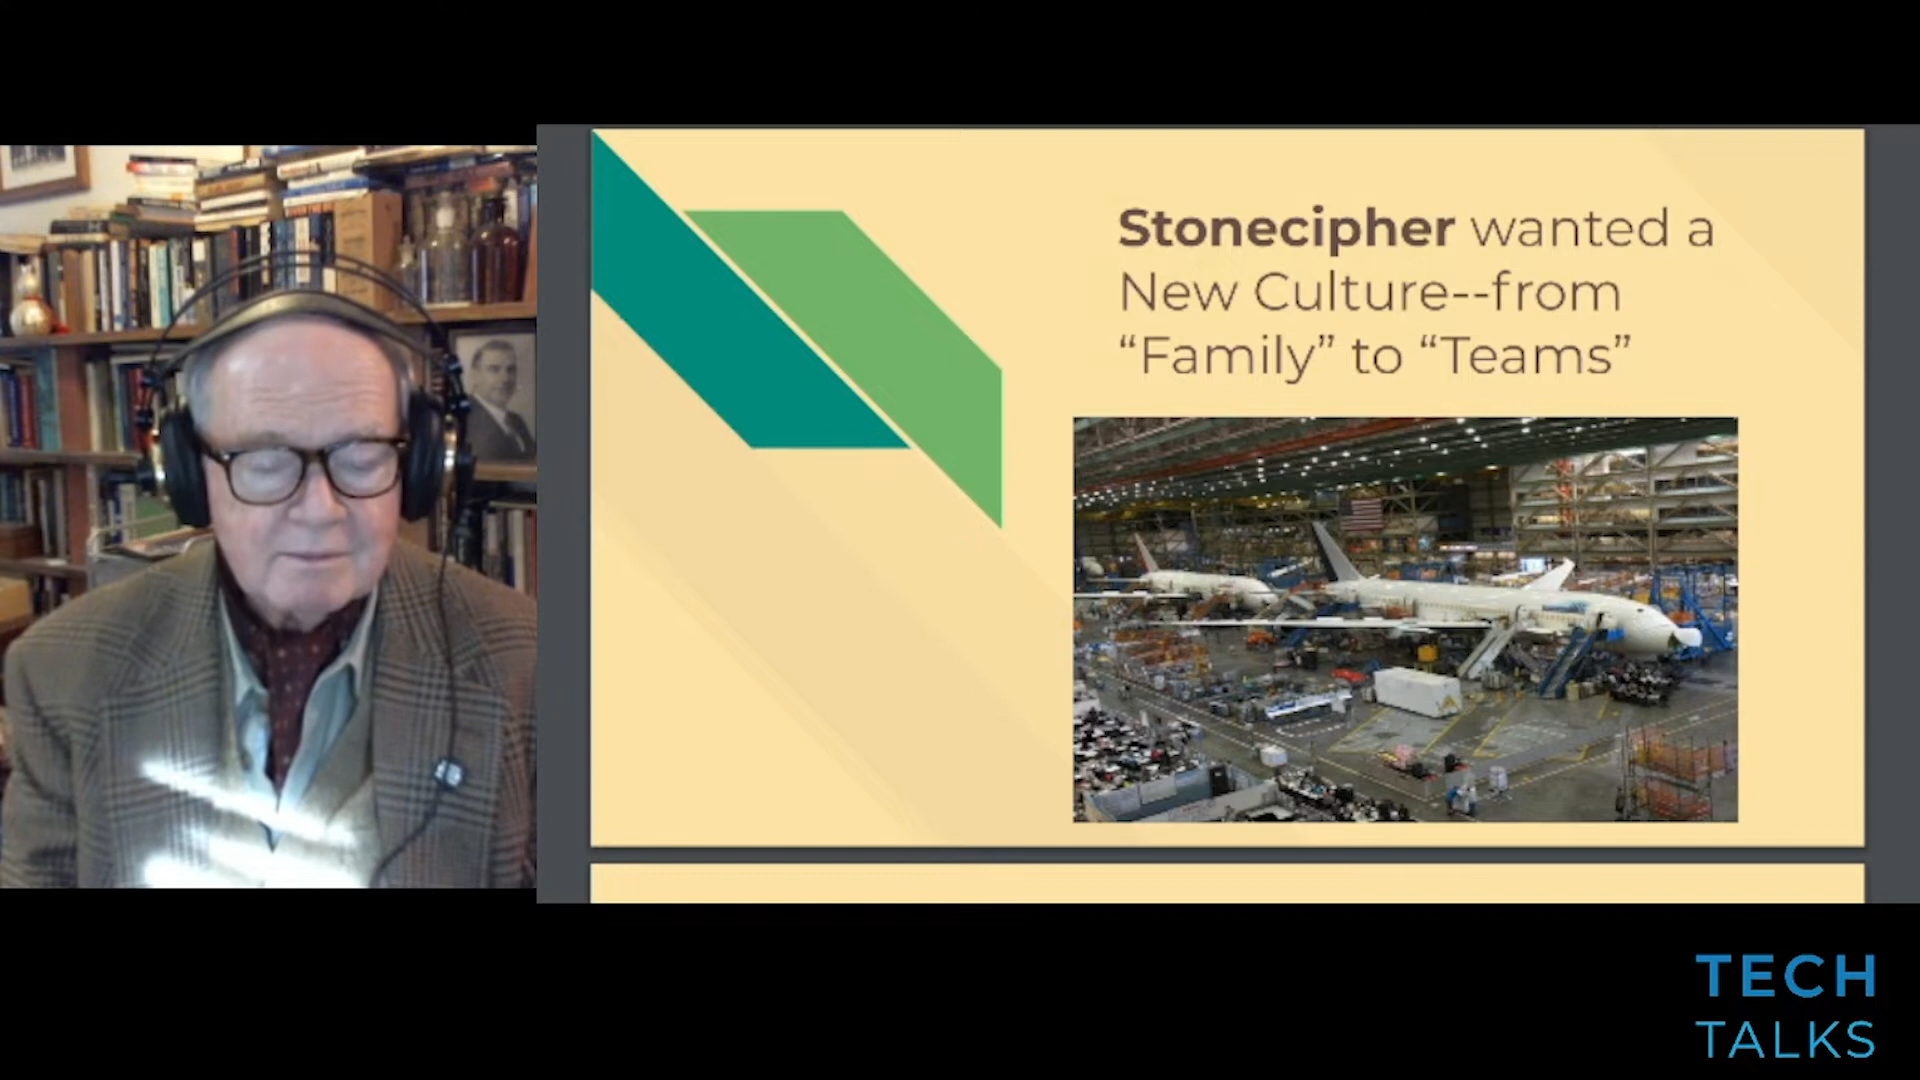 Stonecipher wanted a
New Culture--from
“Family” to “Teams”
TECH
TALKS